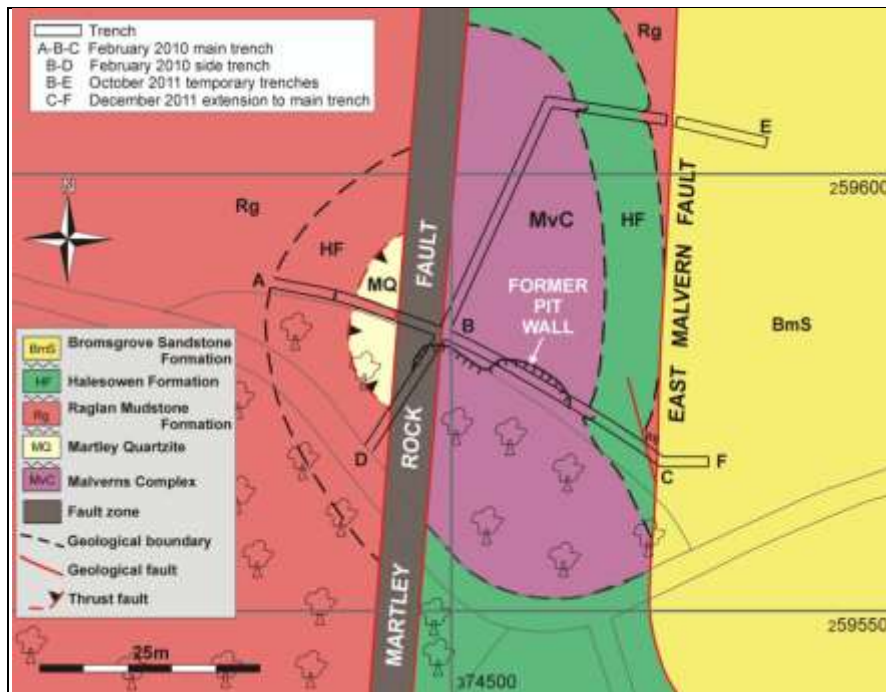 Trench
A-B-C February 2010 main trench
B-D February 2010 side trench
B-E October 2011 temporary trenches
C-F December 2011 extension to main trench
Rg
E
259600
N
Rg
HF
MvC
HF
A
MQ
FAULT
EAST MALVERN FAULT
B
FORMER
PIT
WALL
BmS
BmS Bromsgrove Sandstone
Formation
HF Halesowen Formation
Rg Raglan Mudstone
Formation
MQ Martley Quartzite
MvC Malverns Complex
Fault zone
Geological boundary
Geological fault
Thrust fault
D
ROCK
C
F
MARTLEY
259550
25m
374500